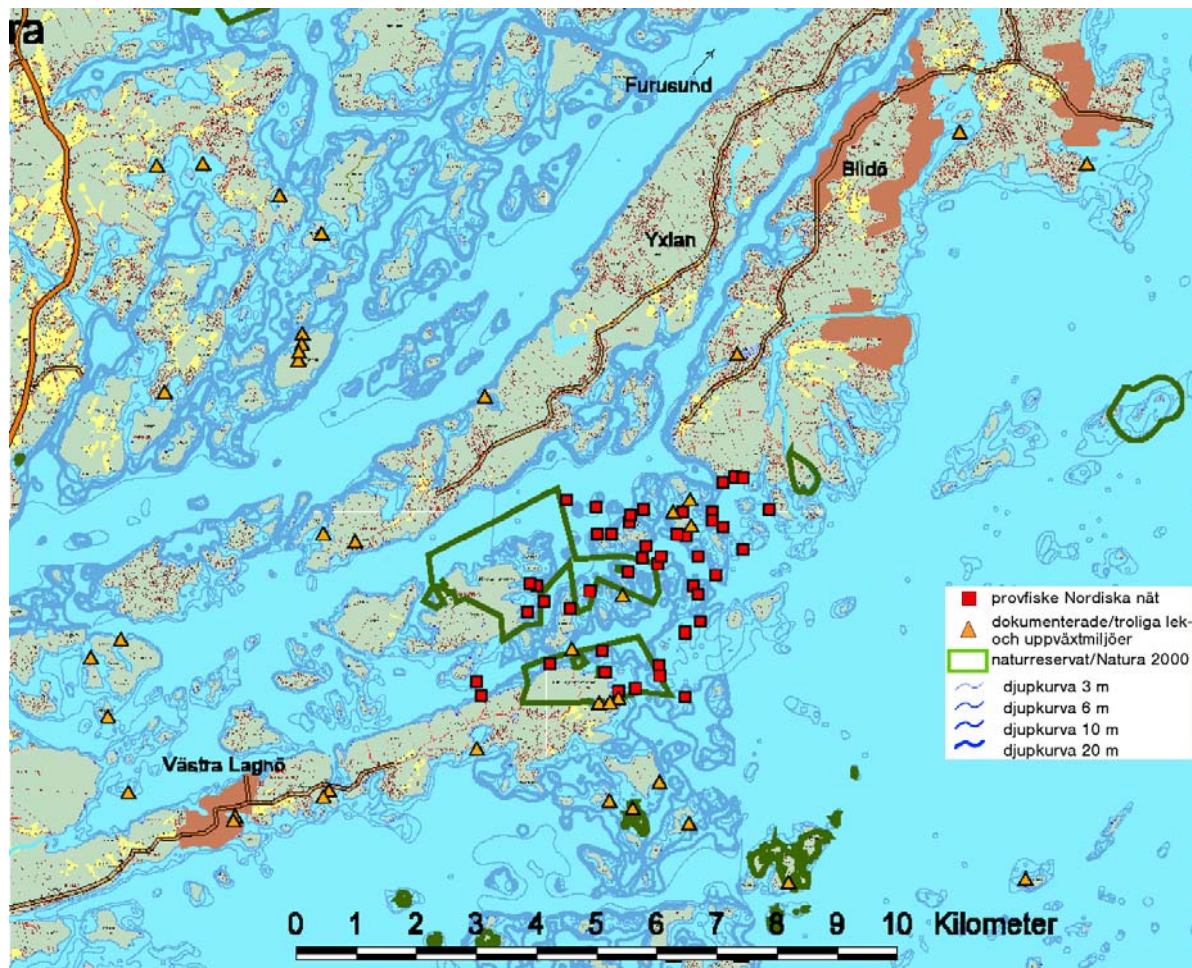 ra
Furusund
Blidö
Yxlan
provfiske Nordiska nät
dokumenterade/troliga lek-
och uppväxtmiljöer
naturreservat/Natura 2000
djupkurva 3 m
djupkurva 6 m
djupkurva 10 m
djupkurva 20 m
Västra Lagnö
0 1 2 3 4 5 6 7 8 9 10 Kilometer